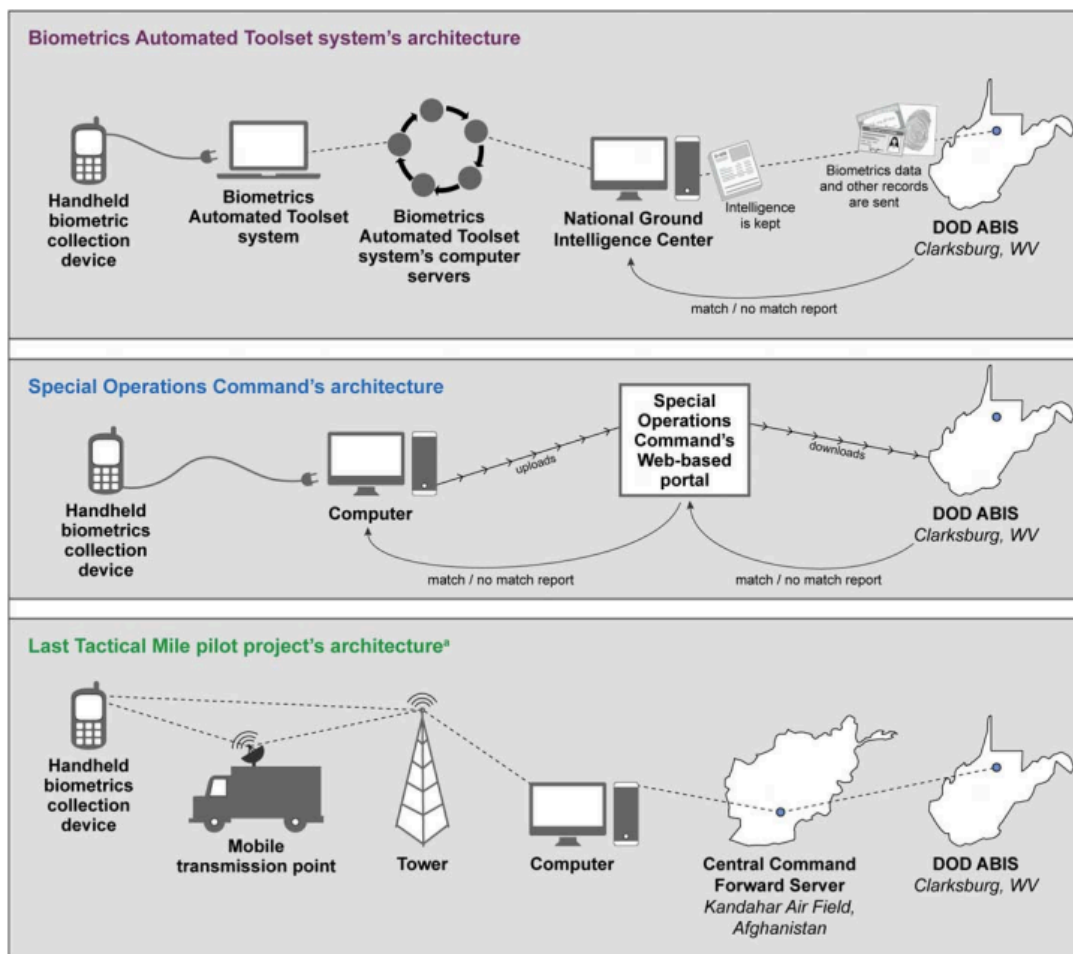 Biometrics Automated Toolset system's architecture
Handheld
biometric
collection
device
Biometrics
Automated Toolset
system
Biometrics
Automated Toolset
system's computer
servers
National Ground
Intelligence Center
Intelligence
is kept
Biometrics data
and other records
are sent
DOD ABIS
Clarksburg, WV
match / no match report
Special Operations Command's architecture
Handheld
biometrics
collection
device
Computer
uploads
Special
Operations
Command's
Web-based
portal
downloads
DOD ABIS
Clarksburg, WV
match / no match report
match / no match report
Last Tactical Mile pilot project's architectureᵃ
Handheld
biometrics
collection
device
Mobile
transmission point
Tower
Computer
Central Command
Forward Server
Kandahar Air Field,
Afghanistan
DOD ABIS
Clarksburg, WV